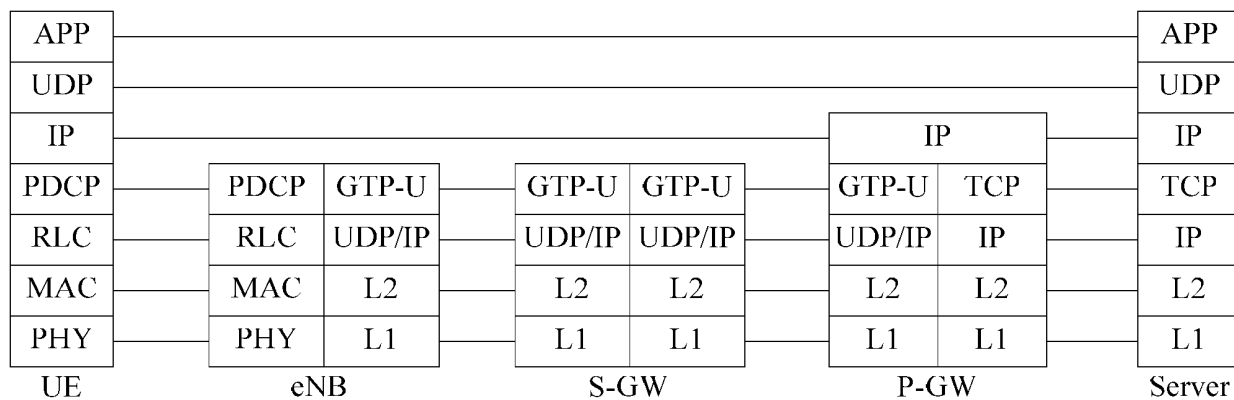 APP APP
UDP UDP
IP IP IP
PDCP PDCP GTP-U GTP-U GTP-U GTP-U TCP TCP
RLC RLC UDP/IP UDP/IP UDP/IP UDP/IP IP IP
MAC MAC L2 L2 L2 L2 L2 L2
PHY PHY L1 L1 L1 L1 L1 L1
UE eNB S-GW P-GW Server